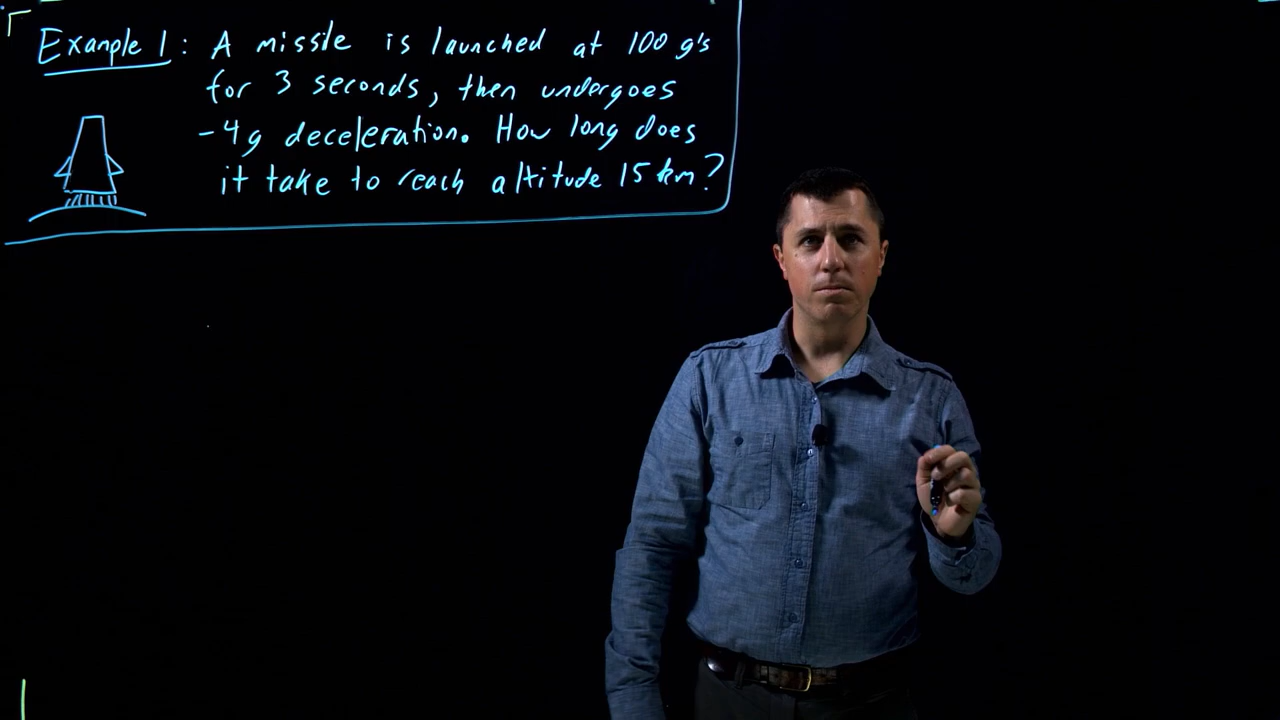 Example 1: A missile is launched at 100 g's
for 3 seconds, then undergoes
-4g deceleration. How long does
it take to reach altitude 15 km?